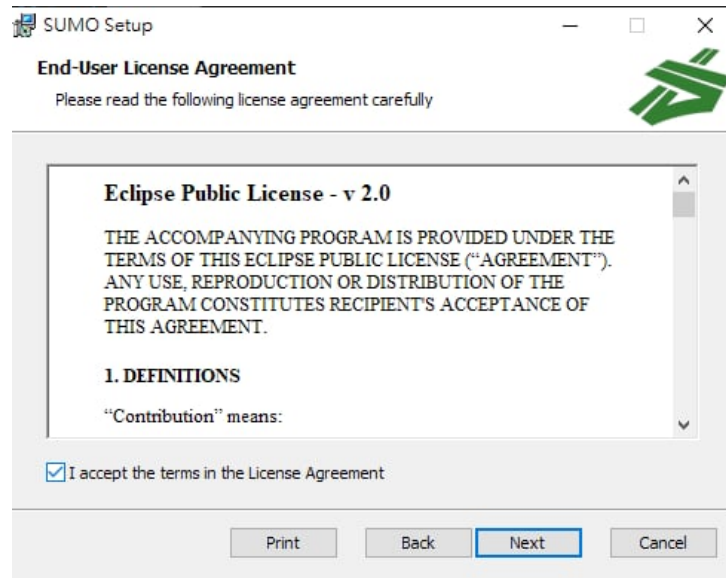 SUMO Setup
End-User License Agreement
Please read the following license agreement carefully
Eclipse Public License - v 2.0
THE ACCOMPANYING PROGRAM IS PROVIDED UNDER THE
TERMS OF THIS ECLIPSE PUBLIC LICENSE (“AGREEMENT”).
ANY USE, REPRODUCTION OR DISTRIBUTION OF THE
PROGRAM CONSTITUTES RECIPIENT'S ACCEPTANCE OF
THIS AGREEMENT.
1. DEFINITIONS
“Contribution” means:
I accept the terms in the License Agreement
Print Back Next Cancel